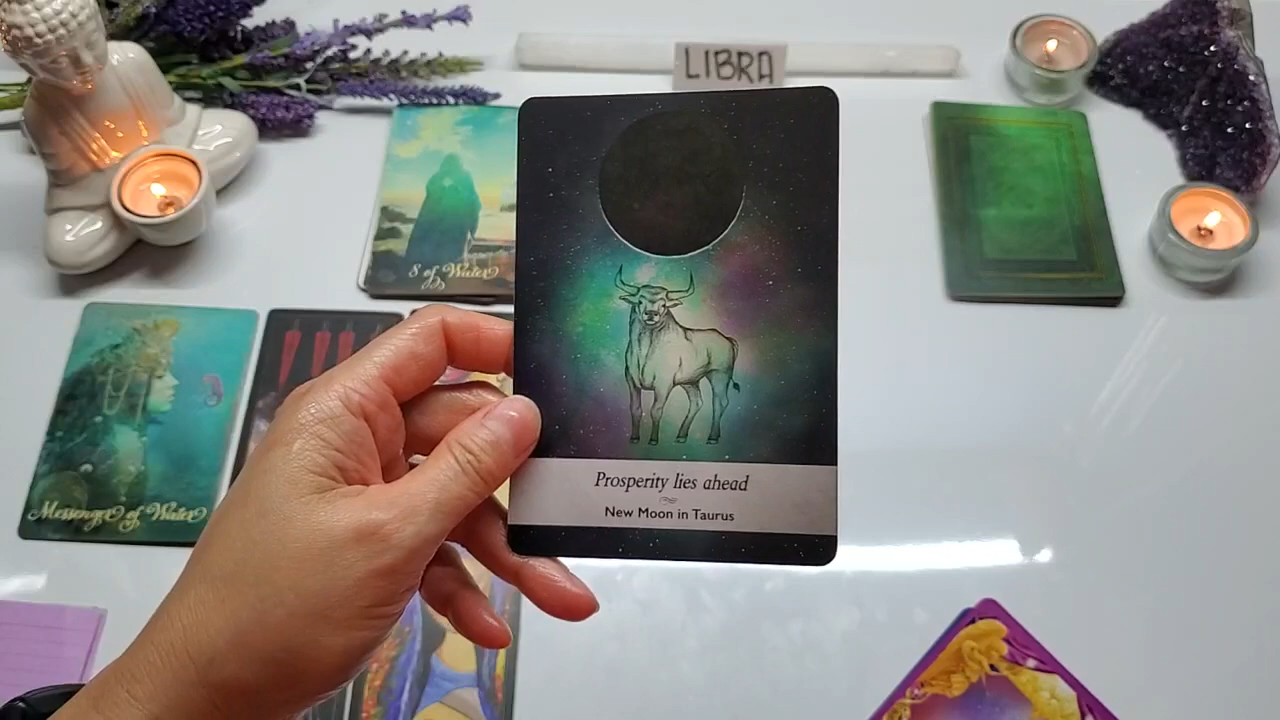 LIBRA
8 of Water
Prosperity lies ahead
New Moon in Taurus
Messenger of Water